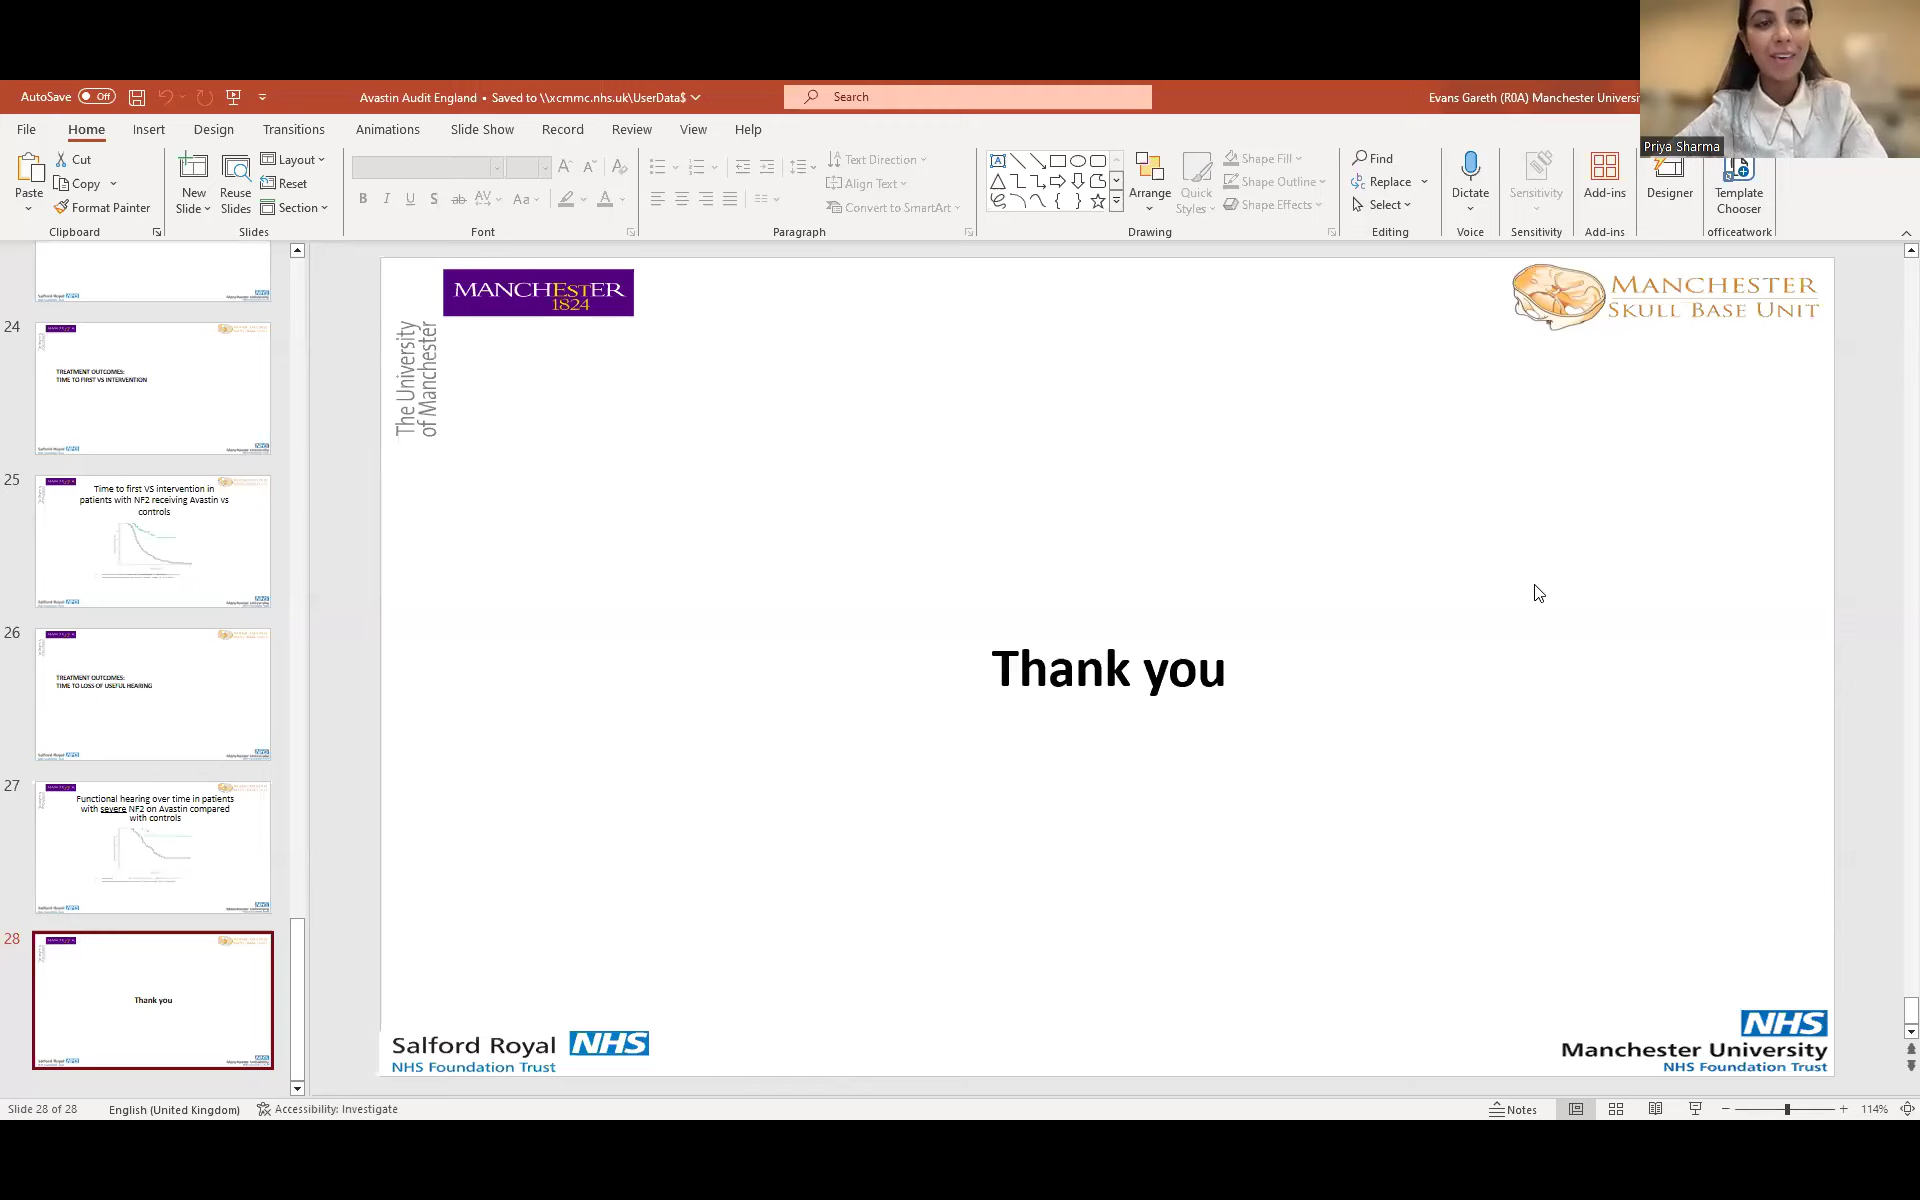 AutoSave Off
Avastin Audit England • Saved to \\xcmmc.nhs.uk\UserData$
Search
Evans Gareth (R0A) Manchester Universi
Priya Sharma
File Home Insert Design Transitions Animations Slide Show Record Review View Help
Paste
Cut
Copy
Format Painter
Clipboard
New Slide
Reuse Slides
Layout
Reset
Section
Slides
B I U S ab AV Aa A
Font
Text Direction
Align Text
Convert to SmartArt
Paragraph
Arrange
Quick Styles
Shape Fill
Shape Outline
Shape Effects
Drawing
Find
Replace
Select
Editing
Dictate
Voice
Sensitivity
Sensitivity
Add-ins
Add-ins
Designer
Template Chooser
officeatwork
24
TREATMENT OUTCOMES:
TIME TO FIRST VS INTERVENTION
25
Time to first VS intervention in
patients with NF2 receiving Avastin vs
controls
26
TREATMENT OUTCOMES:
TIME TO LOSS OF USEFUL HEARING
27
Functional hearing over time in patients
with severe NF2 on Avastin compared
with controls
28
Thank you
MANCHESTER
1824
The University
of Manchester
MANCHESTER
SKULL BASE UNIT
Thank you
Salford Royal NHS
NHS Foundation Trust
NHS
Manchester University
NHS Foundation Trust
Slide 28 of 28 English (United Kingdom) Accessibility: Investigate
Notes
114%